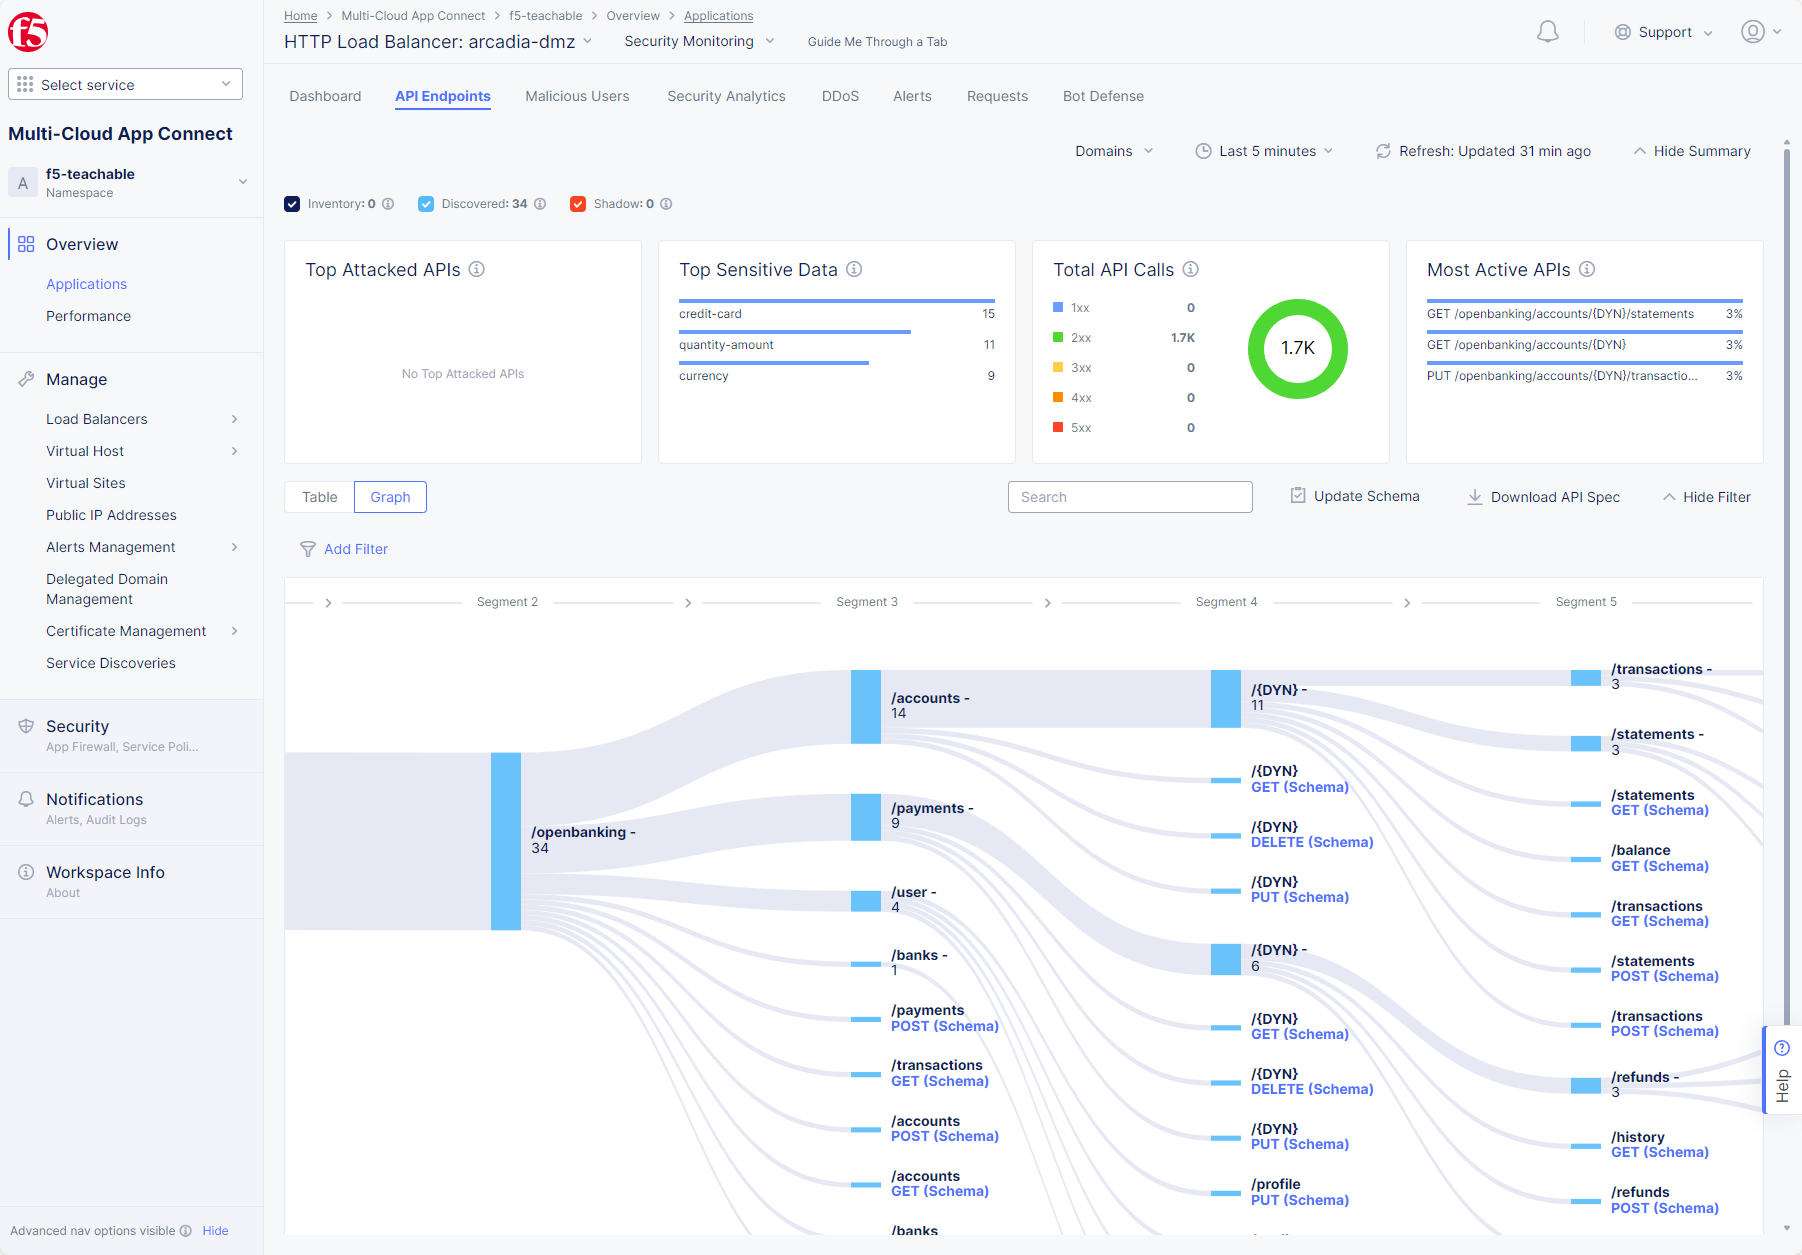 f5
Select service
Multi-Cloud App Connect
A
f5-teachable
Namespace
Overview
Applications
Performance
Manage
Load Balancers
Virtual Host
Virtual Sites
Public IP Addresses
Alerts Management
Delegated Domain
Management
Certificate Management
Service Discoveries
Security
App Firewall, Service Poli...
Notifications
Alerts, Audit Logs
Workspace Info
About
Advanced nav options visible Hide
Home > Multi-Cloud App Connect > f5-teachable > Overview > Applications
HTTP Load Balancer: arcadia-dmz
Security Monitoring
Guide Me Through a Tab
Support
Dashboard API Endpoints Malicious Users Security Analytics DDoS Alerts Requests Bot Defense
Domains Last 5 minutes Refresh: Updated 31 min ago Hide Summary
Inventory: 0 Discovered: 34 Shadow: 0
Top Attacked APIs
No Top Attacked APIs
Top Sensitive Data
credit-card 15
quantity-amount 11
currency 9
Total API Calls
1xx 0
2xx 1.7K
3xx 0
4xx 0
5xx 0
1.7K
Most Active APIs
GET /openbanking/accounts/{DYN}/statements 3%
GET /openbanking/accounts/{DYN} 3%
PUT /openbanking/accounts/{DYN}/transactio... 3%
Table Graph
Search
Update Schema Download API Spec Hide Filter
Add Filter
Segment 2 Segment 3 Segment 4 Segment 5
/openbanking -
34
/accounts -
14
/payments -
9
/user -
4
/banks -
1
/payments
POST (Schema)
/transactions
GET (Schema)
/accounts
POST (Schema)
/accounts
GET (Schema)
/banks
/{DYN} -
11
/{DYN}
GET (Schema)
/{DYN}
DELETE (Schema)
/{DYN}
PUT (Schema)
/{DYN} -
6
/{DYN}
GET (Schema)
/{DYN}
DELETE (Schema)
/{DYN}
PUT (Schema)
/profile
PUT (Schema)
/transactions -
3
/statements -
3
/statements
GET (Schema)
/balance
GET (Schema)
/transactions
GET (Schema)
/statements
POST (Schema)
/transactions
POST (Schema)
/refunds -
3
/history
GET (Schema)
/refunds
POST (Schema)
Help